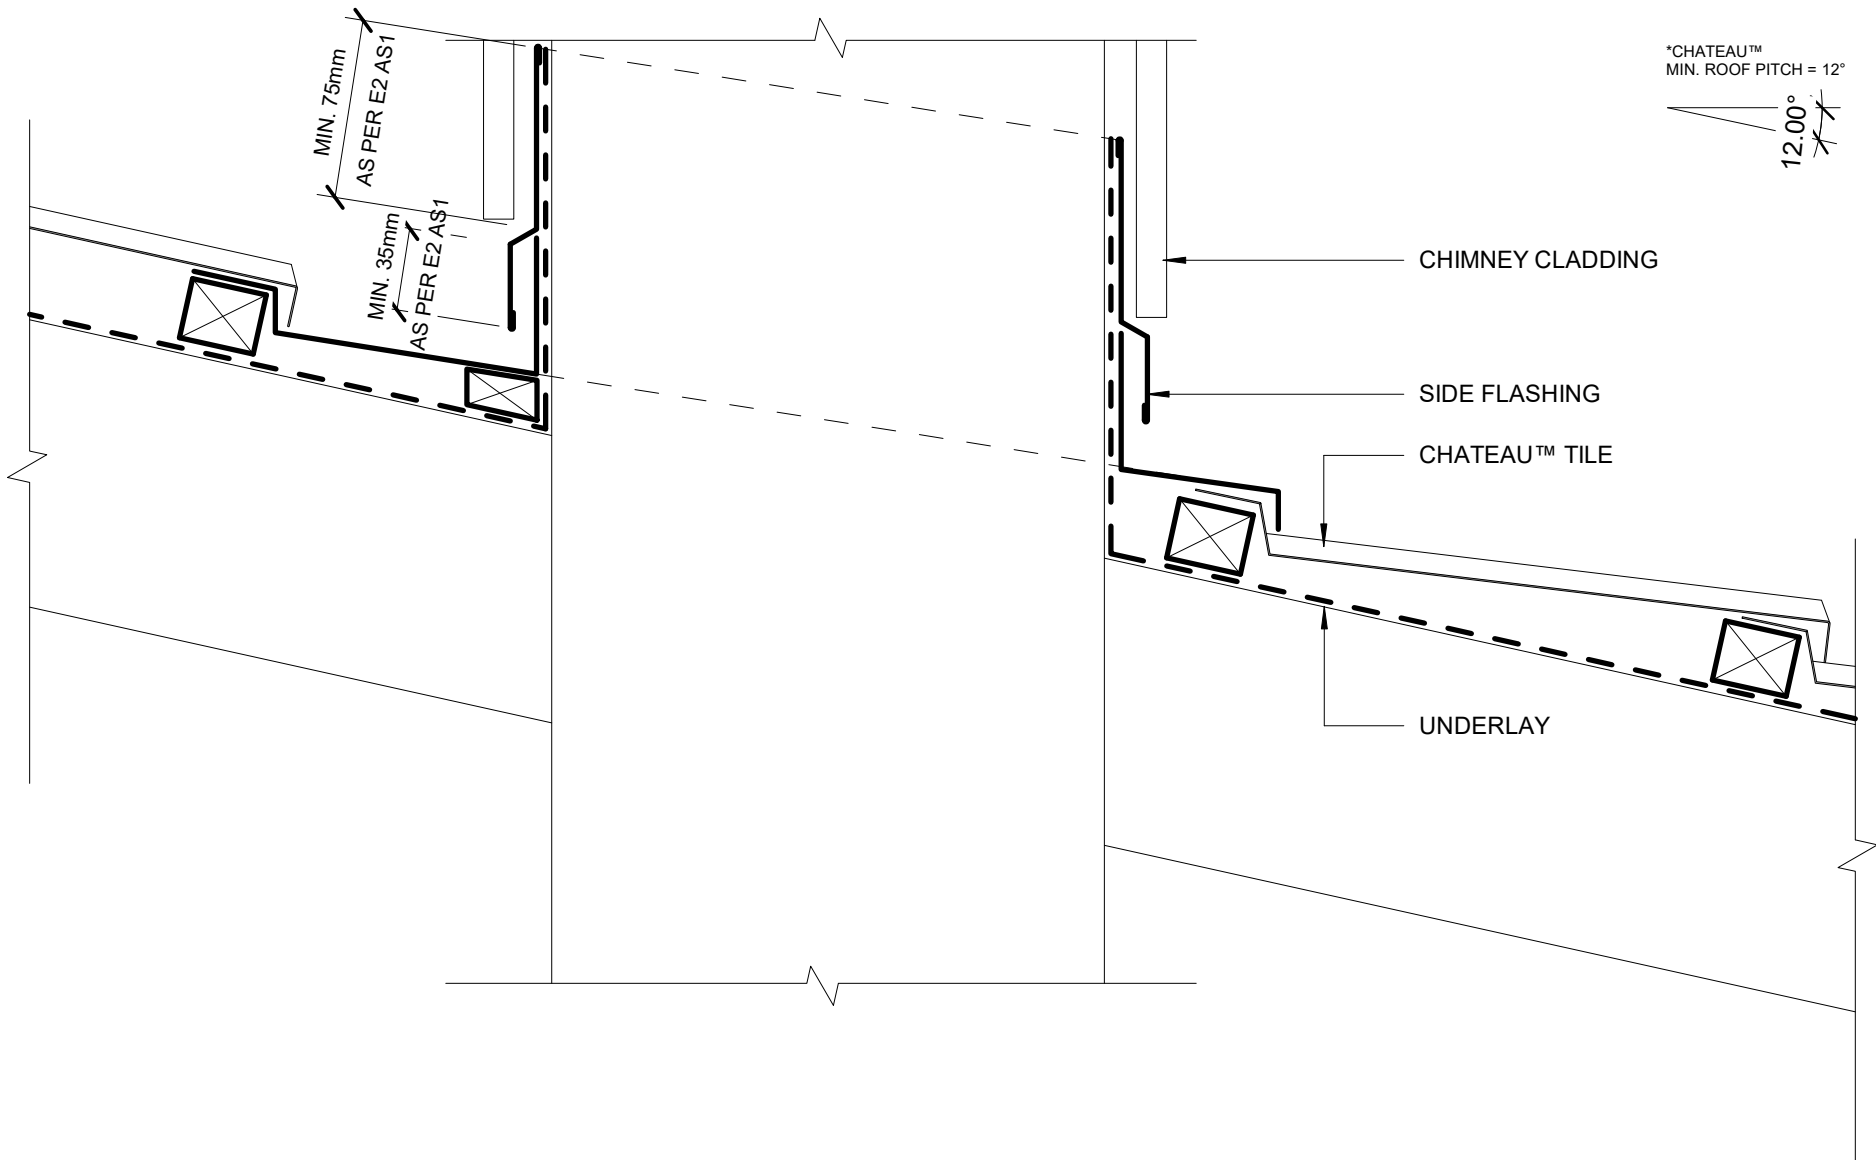 MIN. 75mm
AS PER E2 AS1
MIN. 35mm
AS PER E2 AS1
*CHATEAU™
MIN. ROOF PITCH = 12°
12.00°
CHIMNEY CLADDING
SIDE FLASHING
CHATEAU™ TILE
UNDERLAY